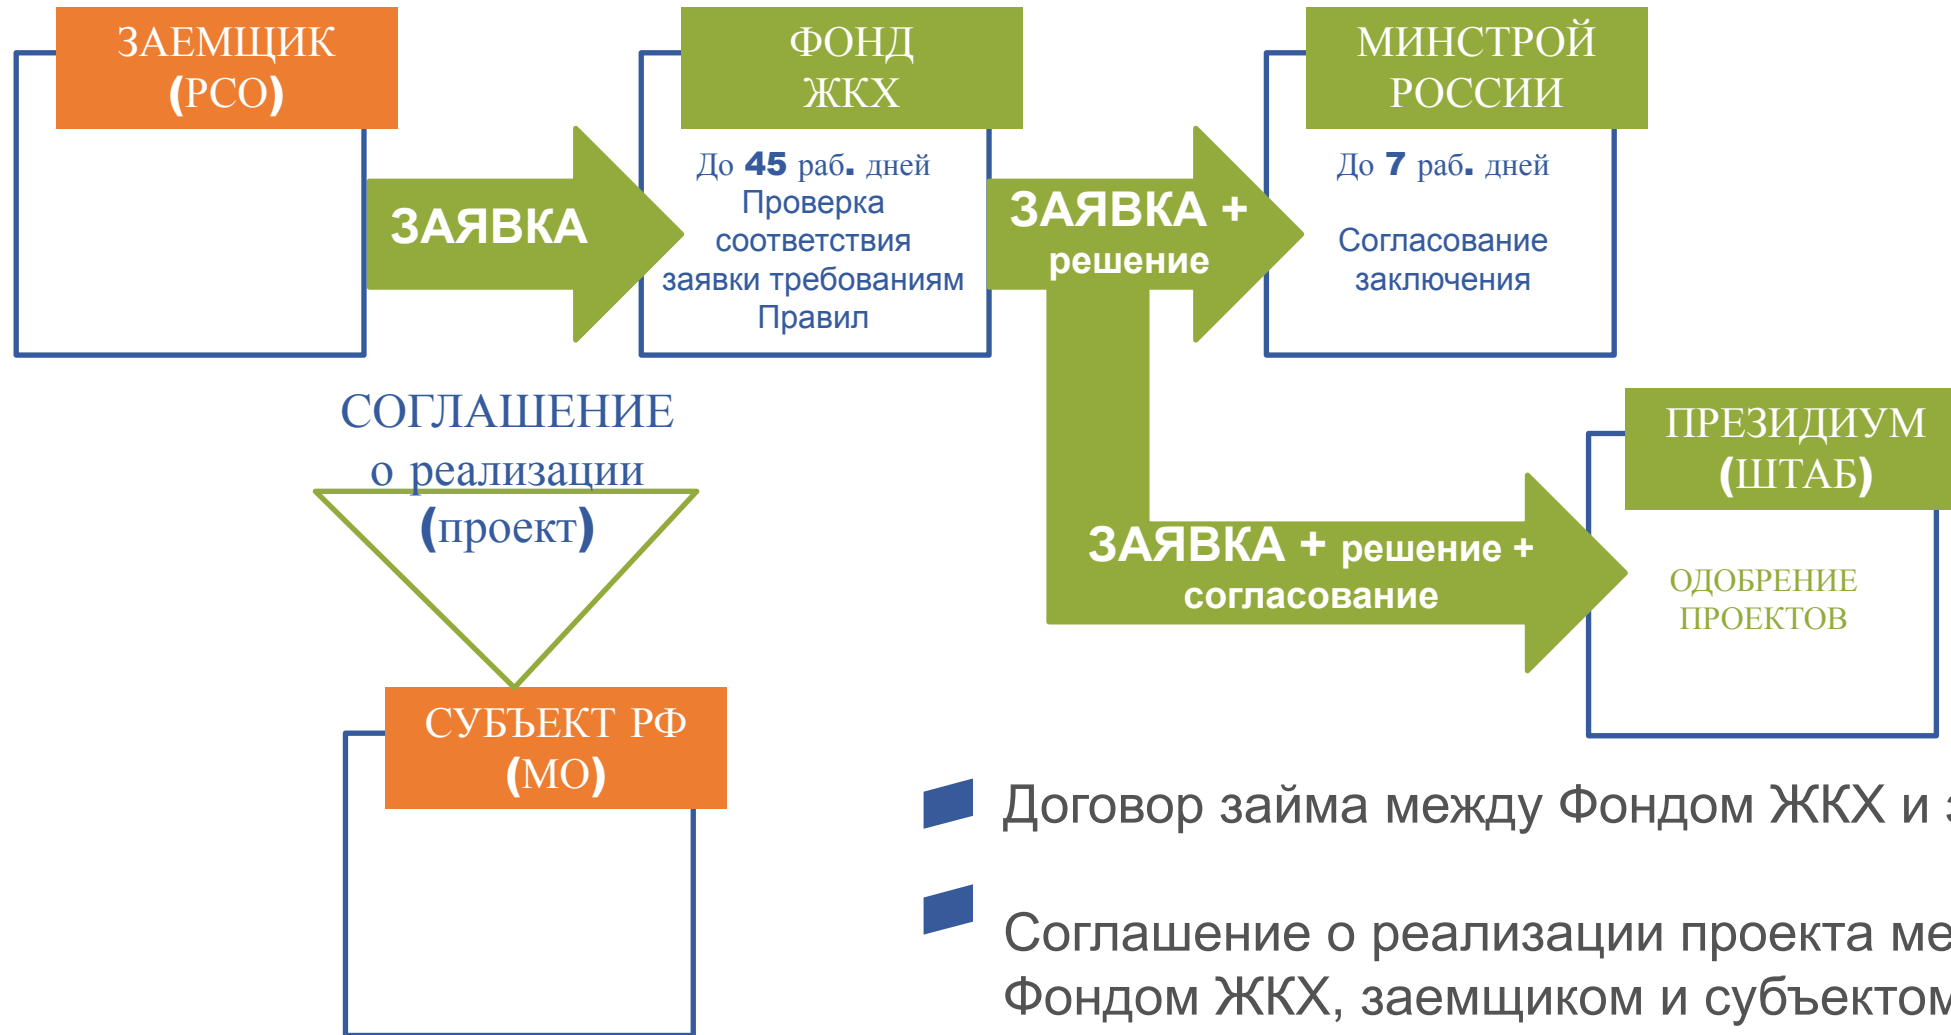 ЗАЕМЩИК
(РСО)
ЗАЯВКА
ФОНД
ЖКХ
До 45 раб. дней
Проверка
соответствия
заявки требованиям
Правил
ЗАЯВКА +
решение
МИНСТРОЙ
РОССИИ
До 7 раб. дней
Согласование
заключения
СОГЛАШЕНИЕ
о реализации
(проект)
СУБЪЕКТ РФ
(МО)
ЗАЯВКА + решение +
согласование
ПРЕЗИДИУМ
(ШТАБ)
ОДОБРЕНИЕ
ПРОЕКТОВ
Договор займа между Фондом ЖКХ и
Соглашение о реализации проекта ме
Фондом ЖКХ, заемщиком и субъектом